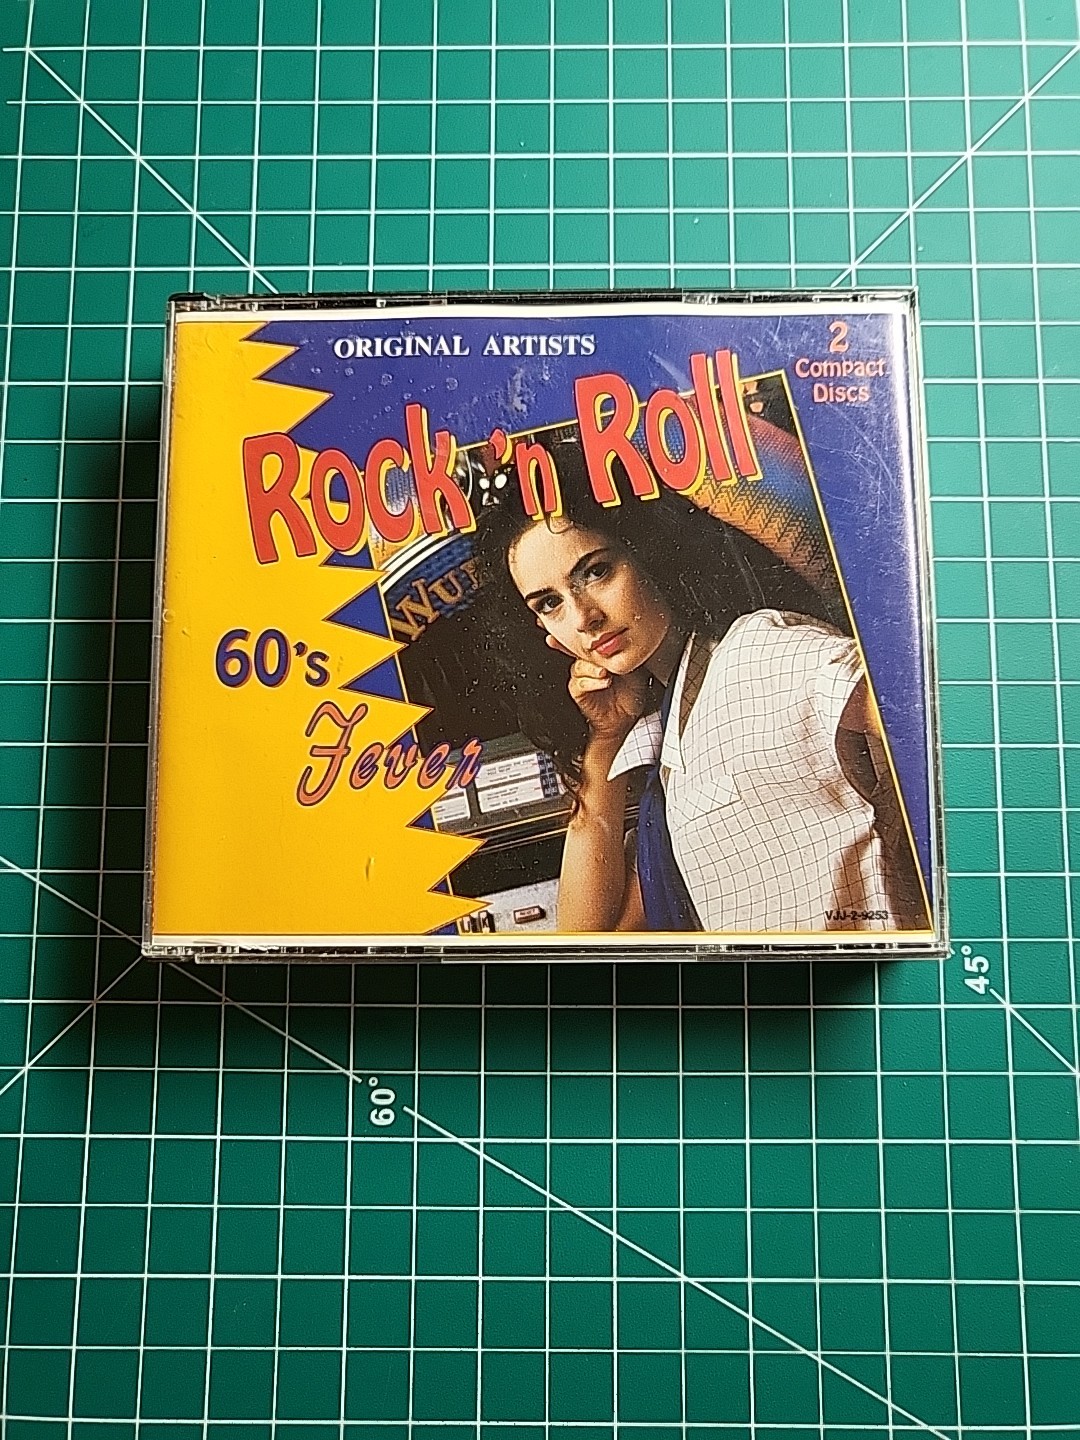 ORIGINAL ARTISTS
2
Compact
Discs
Rock 'n Roll
60's
Fever
VJJ-2-9253
45°
60°